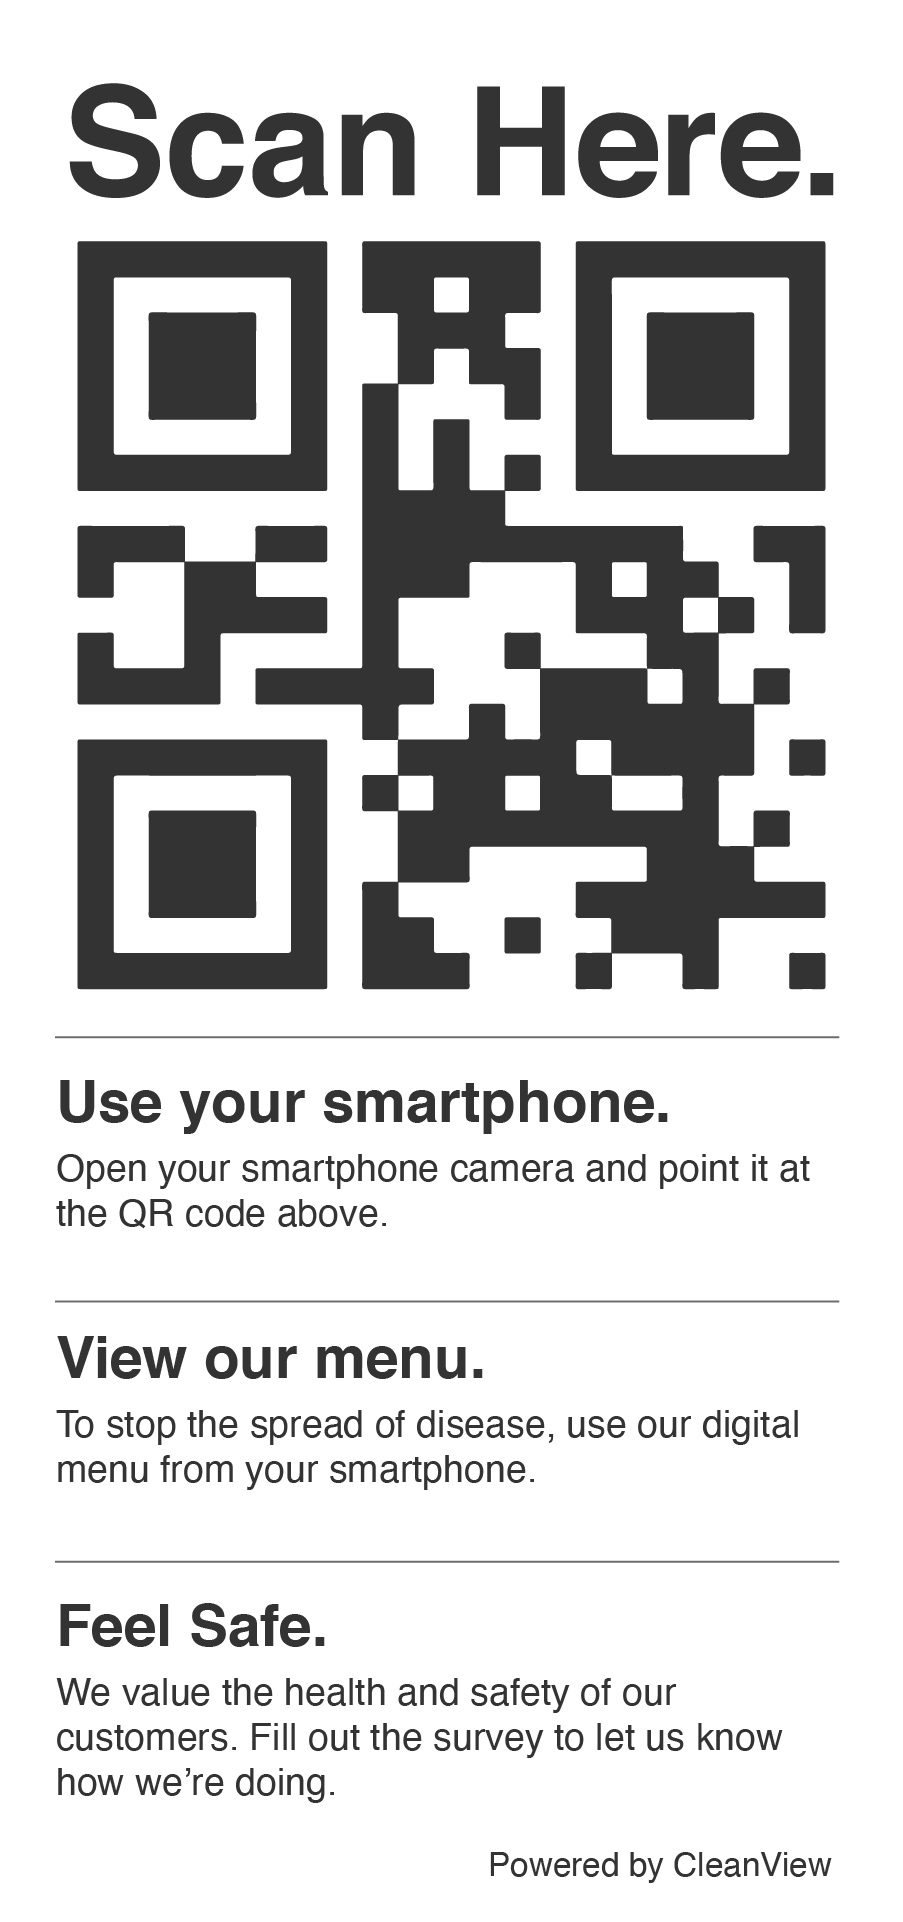 Scan Here.
Use your smartphone.
Open your smartphone camera and point it at
the QR code above.
View our menu.
To stop the spread of disease, use our digital
menu from your smartphone.
Feel Safe.
We value the health and safety of our
customers. Fill out the survey to let us know
how we’re doing.
Powered by CleanView